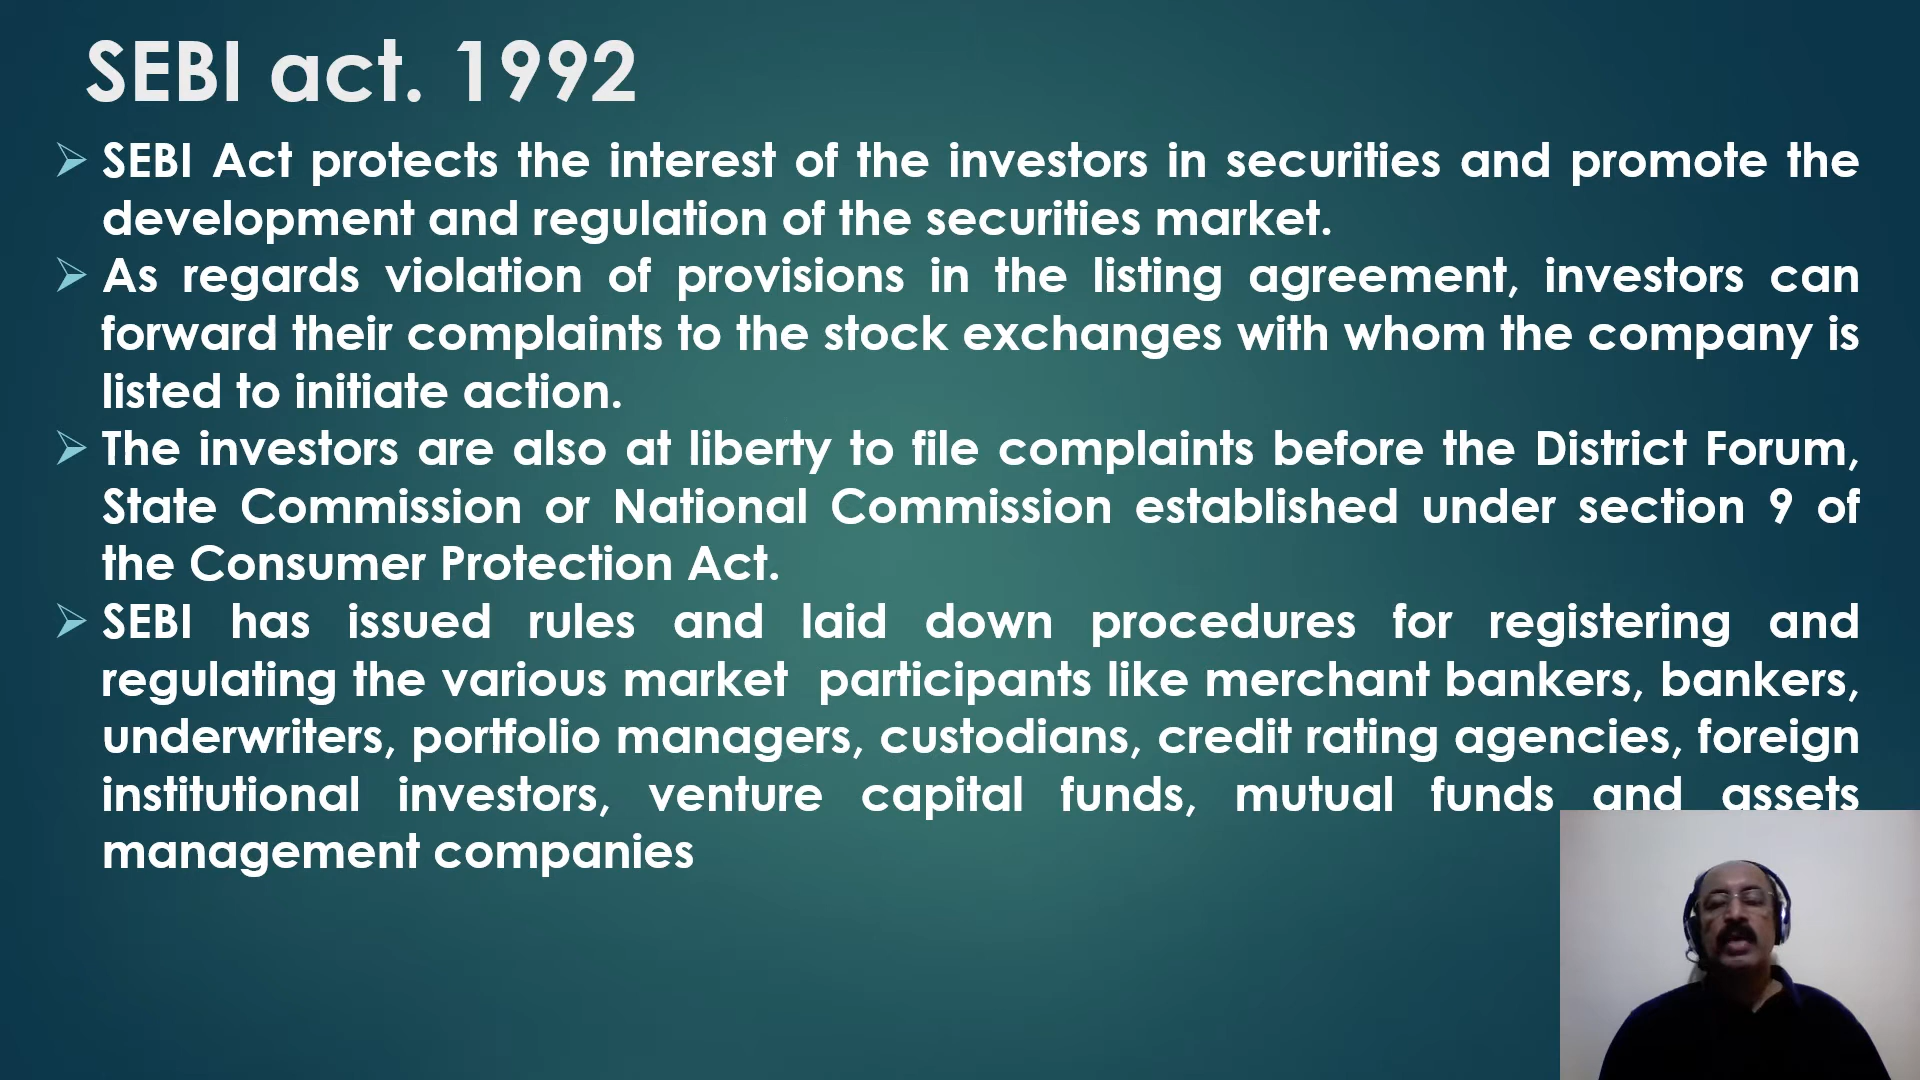 SEBI act. 1992
SEBI Act protects the interest of the investors in securities and promote the
development and regulation of the securities market.
As regards violation of provisions in the listing agreement, investors can
forward their complaints to the stock exchanges with whom the company is
listed to initiate action.
The investors are also at liberty to file complaints before the District Forum,
State Commission or National Commission established under section 9 of
the Consumer Protection Act.
SEBI has issued rules and laid down procedures for registering and
regulating the various market participants like merchant bankers, bankers,
underwriters, portfolio managers, custodians, credit rating agencies, foreign
institutional investors, venture capital funds, mutual funds and assets
management companies